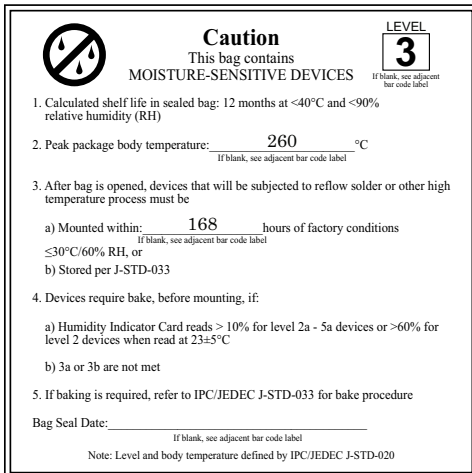 Caution
LEVEL
3
This bag contains
MOISTURE-SENSITIVE DEVICES
If blank, see adjacent
bar code label
1. Calculated shelf life in sealed bag: 12 months at <40°C and <90%
relative humidity (RH)
2. Peak package body temperature: 260 °C
If blank, see adjacent bar code label
3. After bag is opened, devices that will be subjected to reflow solder or other high
temperature process must be
a) Mounted within: 168 hours of factory conditions
If blank, see adjacent bar code label
≤30°C/60% RH, or
b) Stored per J-STD-033
4. Devices require bake, before mounting, if:
a) Humidity Indicator Card reads > 10% for level 2a - 5a devices or >60% for
level 2 devices when read at 23±5°C
b) 3a or 3b are not met
5. If baking is required, refer to IPC/JEDEC J-STD-033 for bake procedure
Bag Seal Date:
If blank, see adjacent bar code label
Note: Level and body temperature defined by IPC/JEDEC J-STD-020